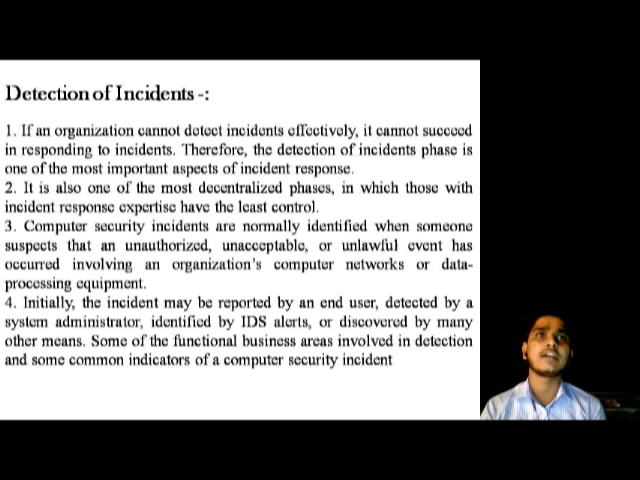 Detection of Incidents -:
1. If an organization cannot detect incidents effectively, it cannot succeed
in responding to incidents. Therefore, the detection of incidents phase is
one of the most important aspects of incident response.
2. It is also one of the most decentralized phases, in which those with
incident response expertise have the least control.
3. Computer security incidents are normally identified when someone
suspects that an unauthorized, unacceptable, or unlawful event has
occurred involving an organization's computer networks or data-
processing equipment.
4. Initially, the incident may be reported by an end user, detected by a
system administrator, identified by IDS alerts, or discovered by many
other means. Some of the functional business areas involved in detection
and some common indicators of a computer security incident